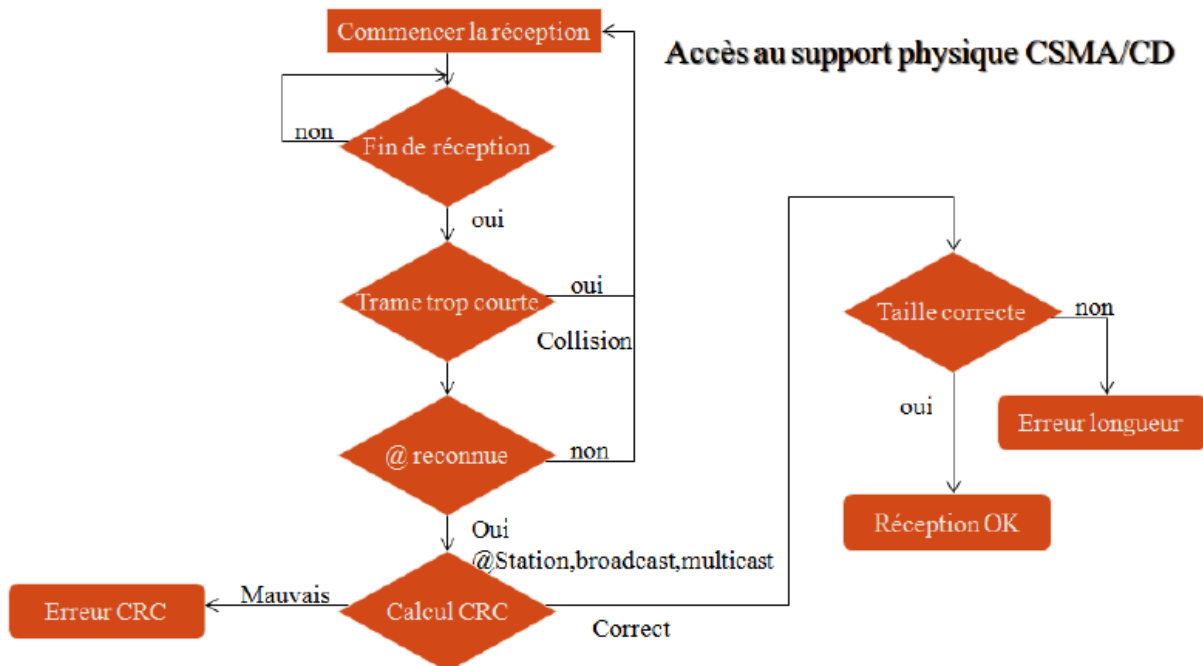 Commencer la réception
Accès au support physique CSMA/CD
non
Fin de réception
oui
Trame trop courte
oui
Collision
Taille correcte
non
oui
Erreur longueur
@ reconnue
non
Réception OK
Oui
@Station,broadcast,multicast
Erreur CRC
Mauvais
Calcul CRC
Correct